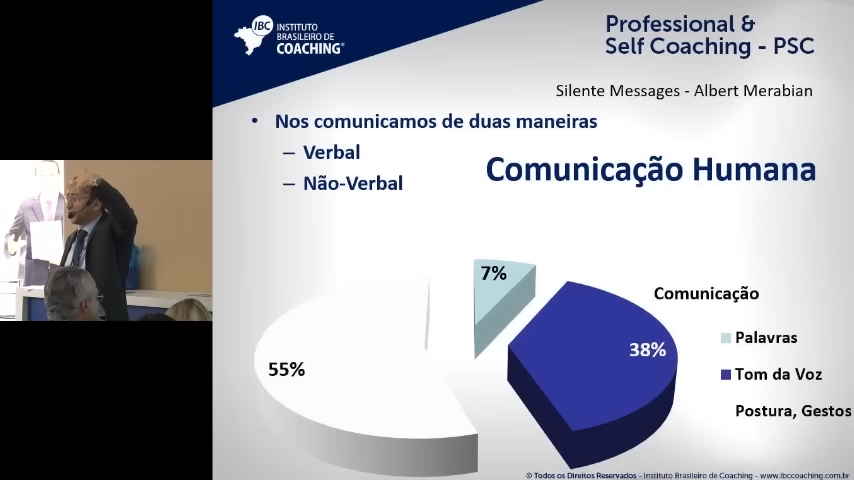 IBC
INSTITUTO
BRASILEIRO DE
COACHING®
Professional &
Self Coaching - PSC
Silente Messages - Albert Merabian
• Nos comunicamos de duas maneiras
– Verbal
– Não-Verbal
Comunicação Humana
7%
38%
55%
Comunicação
Palavras
Tom da Voz
Postura, Gestos
© Todos os Direitos Reservados - Instituto Brasileiro de Coaching - www.ibccoaching.com.br